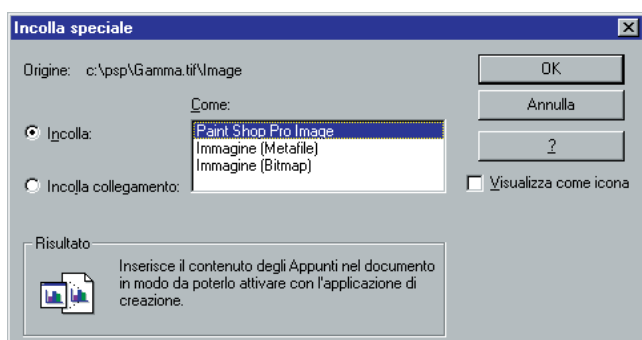 Incolla speciale
Origine: c:\psp\Gamma.tif\Image
OK
Come:
Annulla
Incolla:
Paint Shop Pro Image
Immagine (Metafile)
?
Immagine (Bitmap)
Incolla collegamento:
Visualizza come icona
Risultato
Inserisce il contenuto degli Appunti nel documento
in modo da poterlo attivare con l'applicazione di
creazione.